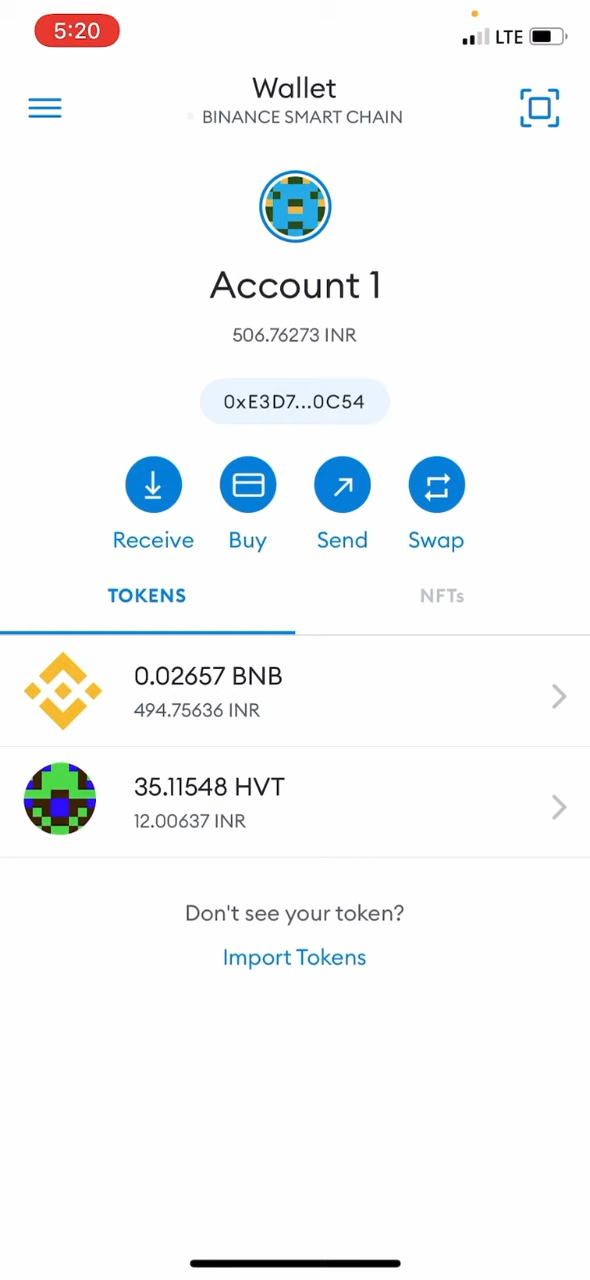 5:20
LTE
Wallet
BINANCE SMART CHAIN
Account 1
506.76273 INR
0xE3D7...0C54
Receive Buy Send Swap
TOKENS NFTs
0.02657 BNB
494.75636 INR
35.11548 HVT
12.00637 INR
Don't see your token?
Import Tokens